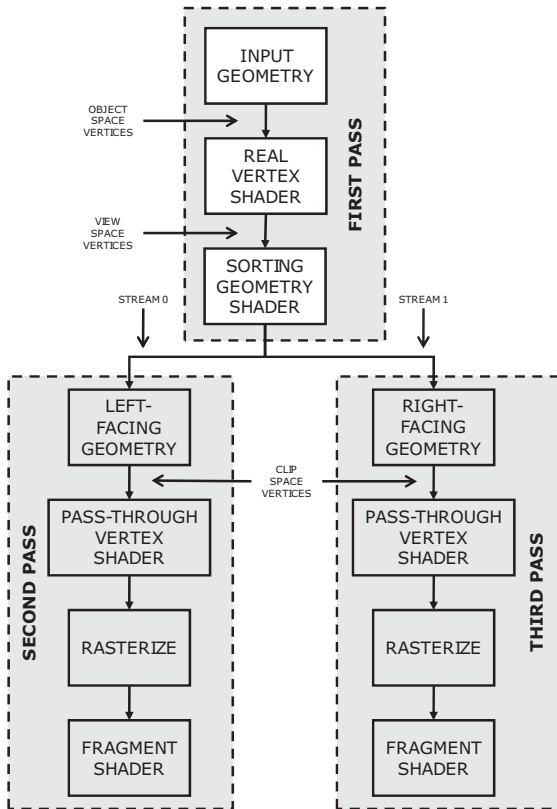 INPUT
GEOMETRY
OBJECT
SPACE
VERTICES
REAL
VERTEX
SHADER
FIRST PASS
VIEW
SPACE
VERTICES
SORTING
GEOMETRY
SHADER
STREAM 0
STREAM 1
LEFT-
FACING
GEOMETRY
RIGHT-
FACING
GEOMETRY
CLIP
SPACE
VERTICES
PASS-THROUGH
VERTEX
SHADER
PASS-THROUGH
VERTEX
SHADER
SECOND PASS
THIRD PASS
RASTERIZE
RASTERIZE
FRAGMENT
SHADER
FRAGMENT
SHADER